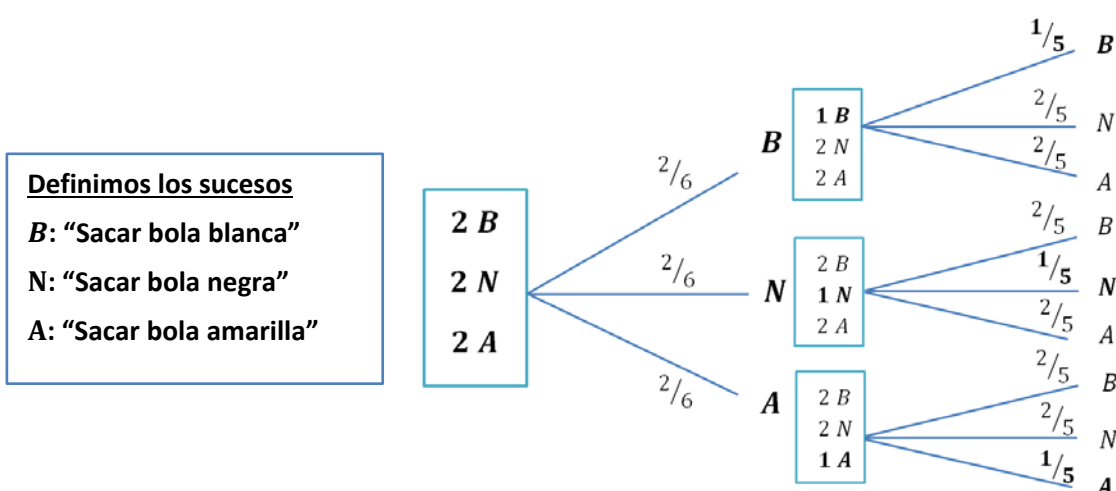 Definimos los sucesos
B: “Sacar bola blanca”
N: “Sacar bola negra”
A: “Sacar bola amarilla”
2 B
2 N
2 A
2/6
B
2/6
N
2/6
A
1 B
2 N
2 A
1/5
B
2/5
N
2/5
A
2 B
1 N
2 A
2/5
B
1/5
N
2/5
A
2 B
2 N
1 A
2/5
B
2/5
N
1/5
A